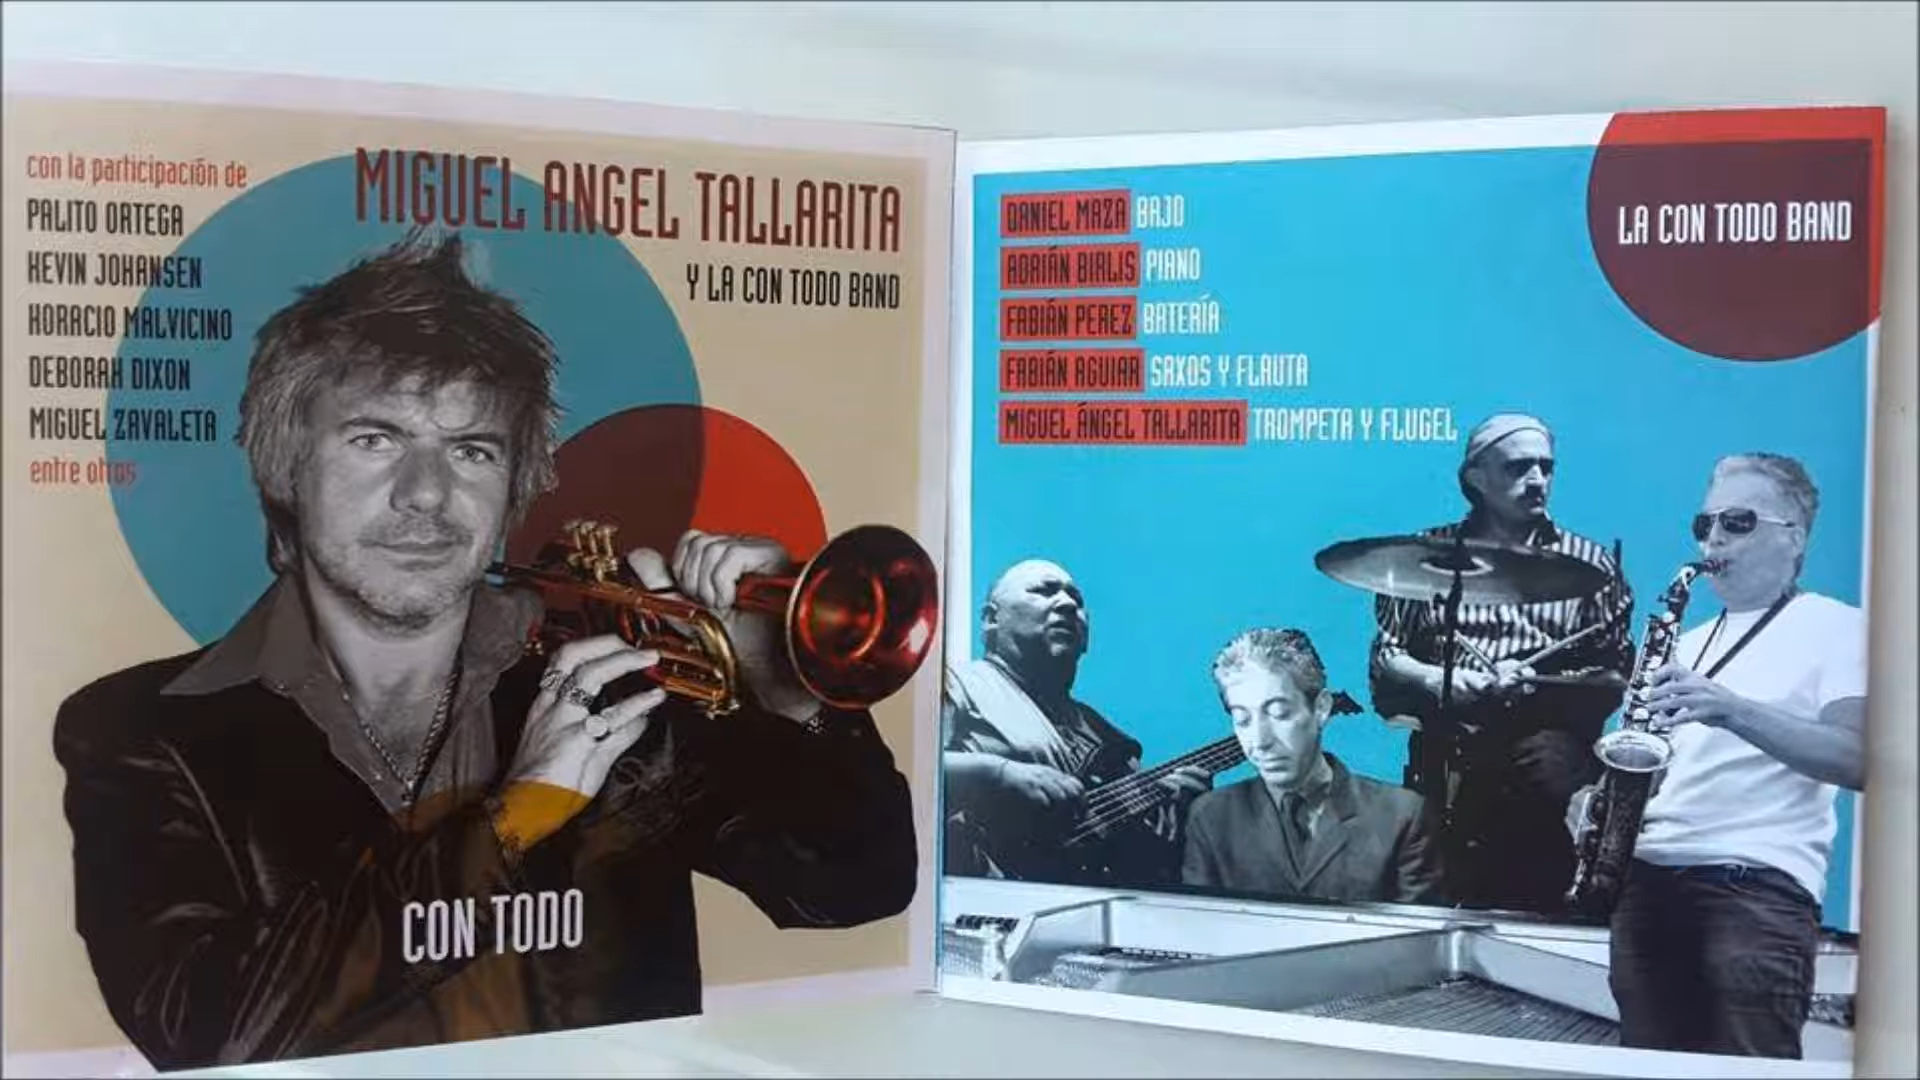 con la participación de
PALITO ORTEGA
KEVIN JOHANSEN
HORACIO MALVICINO
DEBORAH DIXON
MIGUEL ZAVALETA
entre otros
MIGUEL ANGEL TALLARITA
Y LA CON TODO BAND
CON TODO
LA CON TODO BAND
DANIEL MAZA BAJO
ADRIÁN BIRLIS PIANO
FABIÁN PEREZ BATERÍA
FABIÁN AGUIAR SAXOS Y FLAUTA
MIGUEL ÁNGEL TALLARITA TROMPETA Y FLUGEL